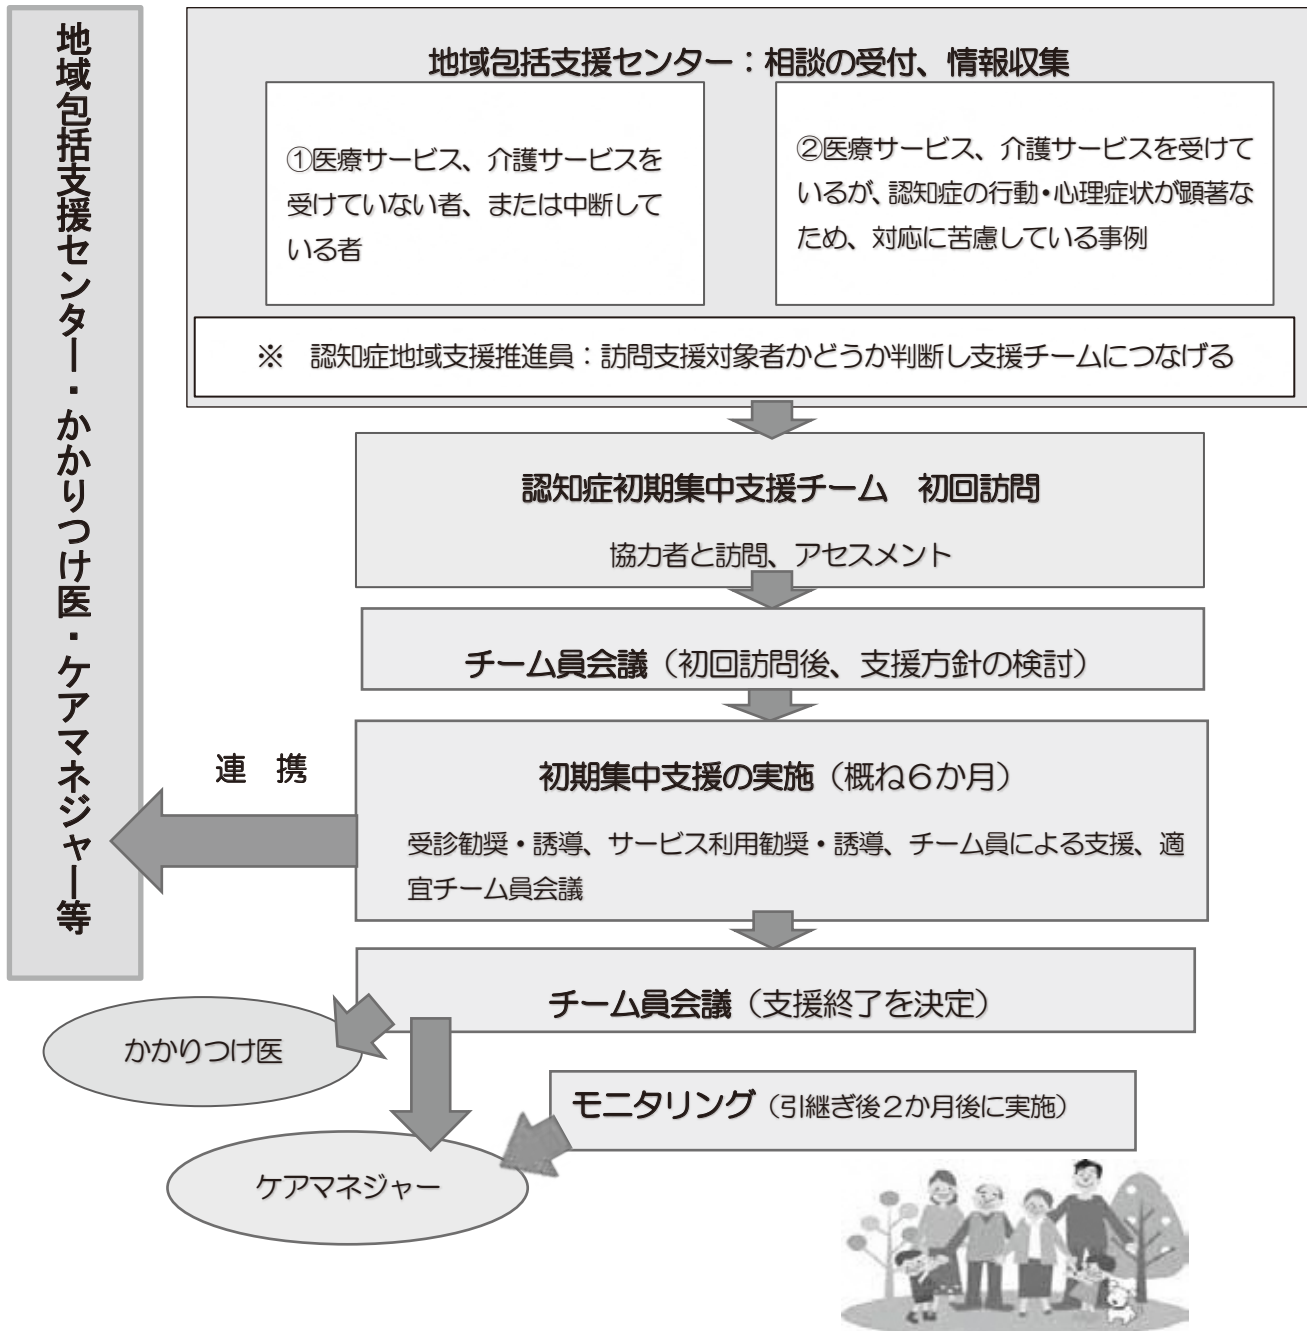 地域包括支援センター・かかりつけ医・ケアマネジャー等
地域包括支援センター：相談の受付、情報収集
①医療サービス、介護サービスを
受けていない者、または中断して
いる者
②医療サービス、介護サービスを受けて
いるが、認知症の行動・心理症状が顕著な
ため、対応に苦慮している事例
※　認知症地域支援推進員：訪問支援対象者かどうか判断し支援チームにつなげる
認知症初期集中支援チーム　初回訪問
協力者と訪問、アセスメント
チーム員会議（初回訪問後、支援方針の検討）
連　携
初期集中支援の実施（概ね６か月）
受診勧奨・誘導、サービス利用勧奨・誘導、チーム員による支援、適
宜チーム員会議
チーム員会議（支援終了を決定）
かかりつけ医
モニタリング（引継ぎ後２か月後に実施）
ケアマネジャー